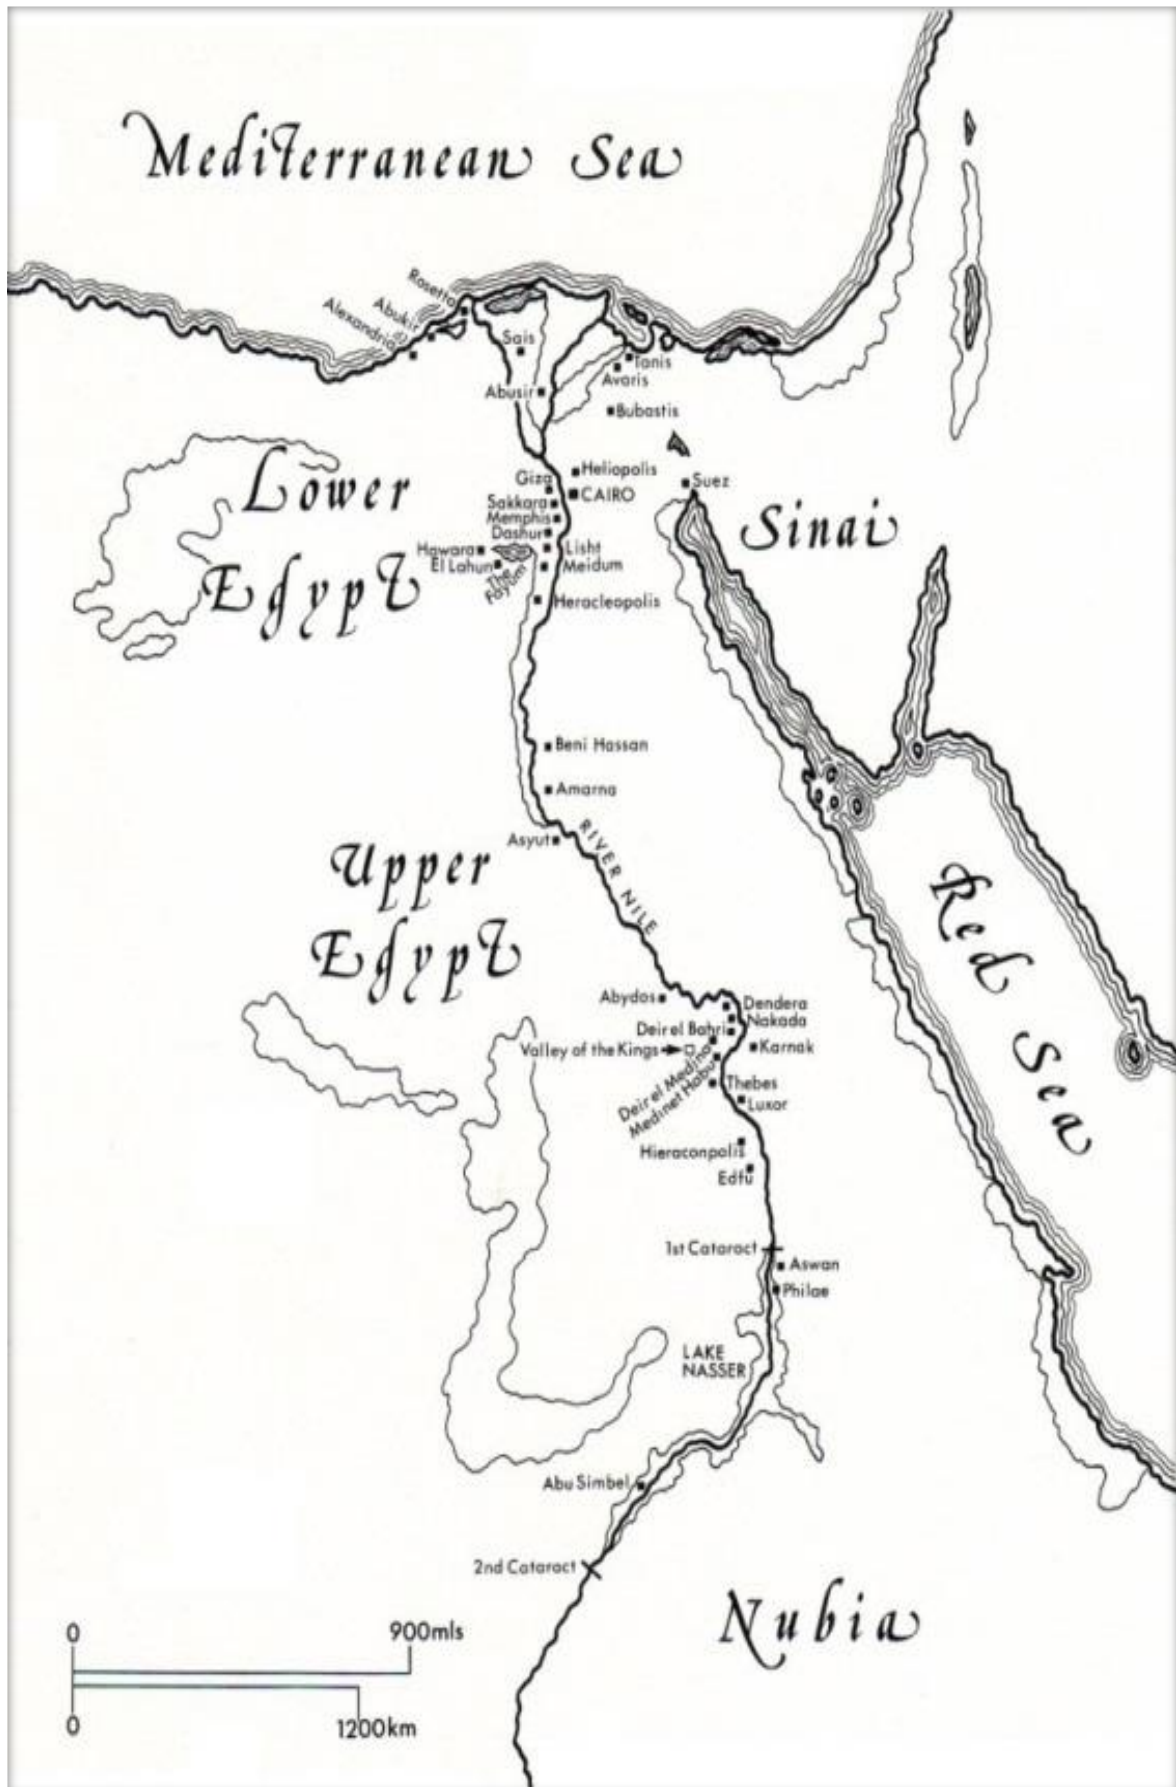 Mediterranean Sea
Rosetta
Abukir
Alexandria
Sais
Tanis
Avaris
Abusir
Bubastis
Lower
Egypt
Heliopolis
Giza
CAIRO
Suez
Sakkara
Memphis
Dashur
Sinai
Hawara
Lisht
El Lahun
Meidum
The
Fayum
Heracleopolis
Beni Hassan
Amarna
Asyut
RIVER NILE
Upper
Egypt
Red Sea
Abydos
Dendera
Nakada
Deir el Bahri
Valley of the Kings
Karnak
Deir el Medina
Medinet Habu
Thebes
Luxor
Hieraconpolis
Edfu
1st Cataract
Aswan
Philae
LAKE
NASSER
Abu Simbel
2nd Cataract
Nubia
0 900mls
0 1200km